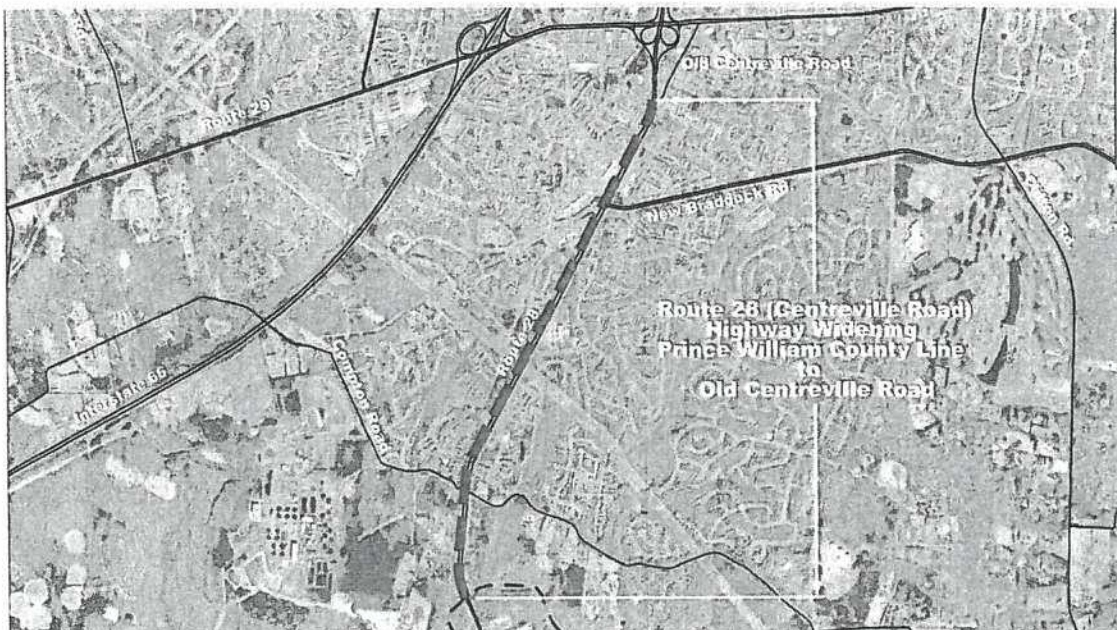 Old Centreville Road
Route 29
New Braddock Rd.
Route 28 (Centreville Road)
Highway Widening
Prince William County Line
to
Old Centreville Road
Route 28
Compton Road
Interstate 66